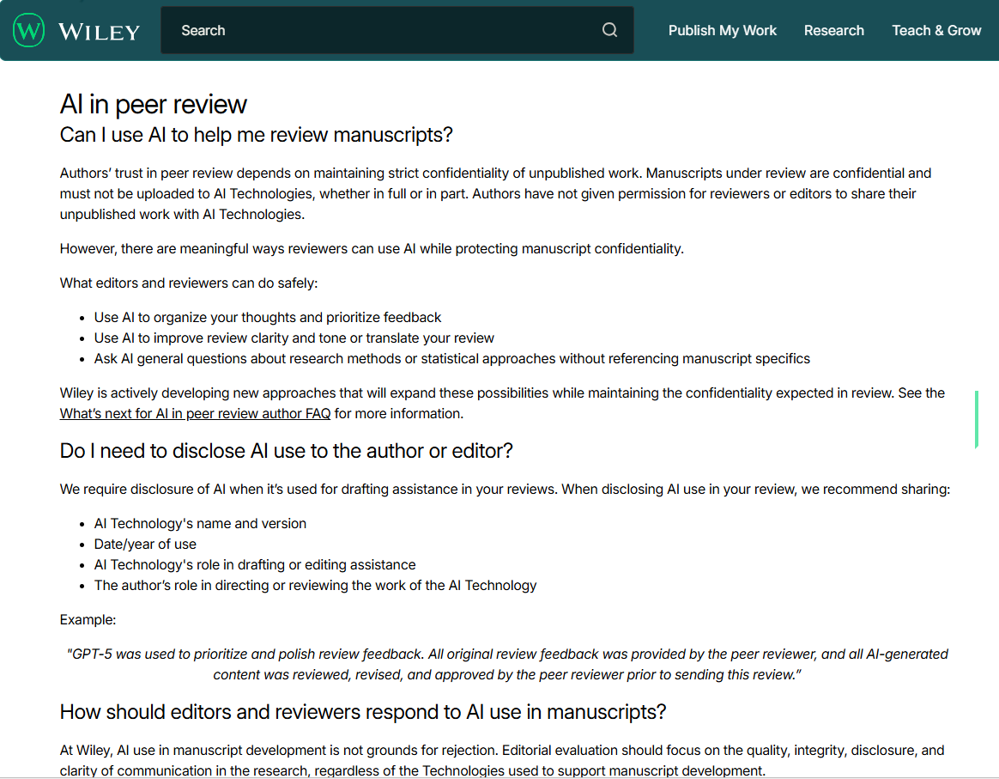 WILEY
Search
Publish My Work
Research
Teach & Grow
AI in peer review
Can I use AI to help me review manuscripts?
Authors’ trust in peer review depends on maintaining strict confidentiality of unpublished work. Manuscripts under review are confidential and
must not be uploaded to AI Technologies, whether in full or in part. Authors have not given permission for reviewers or editors to share their
unpublished work with AI Technologies.
However, there are meaningful ways reviewers can use AI while protecting manuscript confidentiality.
What editors and reviewers can do safely:
• Use AI to organize your thoughts and prioritize feedback
• Use AI to improve review clarity and tone or translate your review
• Ask AI general questions about research methods or statistical approaches without referencing manuscript specifics
Wiley is actively developing new approaches that will expand these possibilities while maintaining the confidentiality expected in review. See the
What’s next for AI in peer review author FAQ for more information.
Do I need to disclose AI use to the author or editor?
We require disclosure of AI when it’s used for drafting assistance in your reviews. When disclosing AI use in your review, we recommend sharing:
• AI Technology's name and version
• Date/year of use
• AI Technology's role in drafting or editing assistance
• The author’s role in directing or reviewing the work of the AI Technology
Example:
"GPT-5 was used to prioritize and polish review feedback. All original review feedback was provided by the peer reviewer, and all AI-generated
content was reviewed, revised, and approved by the peer reviewer prior to sending this review.”
How should editors and reviewers respond to AI use in manuscripts?
At Wiley, AI use in manuscript development is not grounds for rejection. Editorial evaluation should focus on the quality, integrity, disclosure, and
clarity of communication in the research, regardless of the Technologies used to support manuscript development.